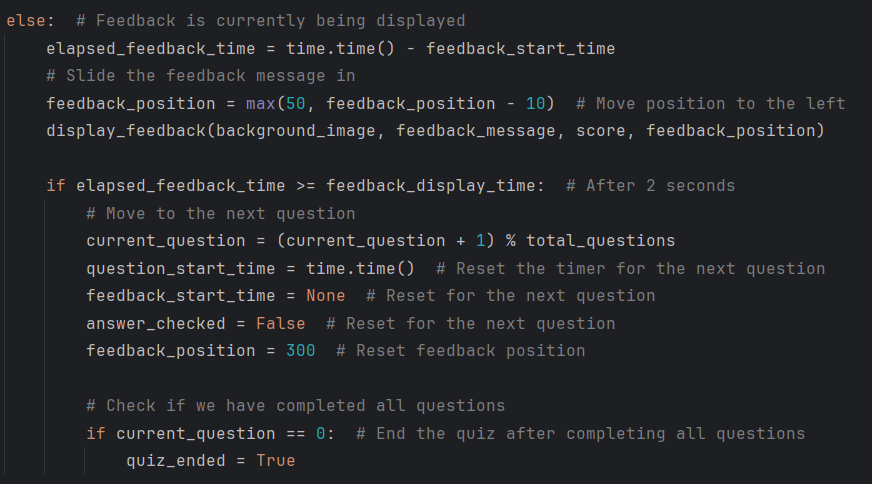 else:  # Feedback is currently being displayed
    elapsed_feedback_time = time.time() - feedback_start_time
    # Slide the feedback message in
    feedback_position = max(50, feedback_position - 10)  # Move position to the left
    display_feedback(background_image, feedback_message, score, feedback_position)

    if elapsed_feedback_time >= feedback_display_time:  # After 2 seconds
        # Move to the next question
        current_question = (current_question + 1) % total_questions
        question_start_time = time.time()  # Reset the timer for the next question
        feedback_start_time = None  # Reset for the next question
        answer_checked = False  # Reset for the next question
        feedback_position = 300  # Reset feedback position

        # Check if we have completed all questions
        if current_question == 0:  # End the quiz after completing all questions
            quiz_ended = True